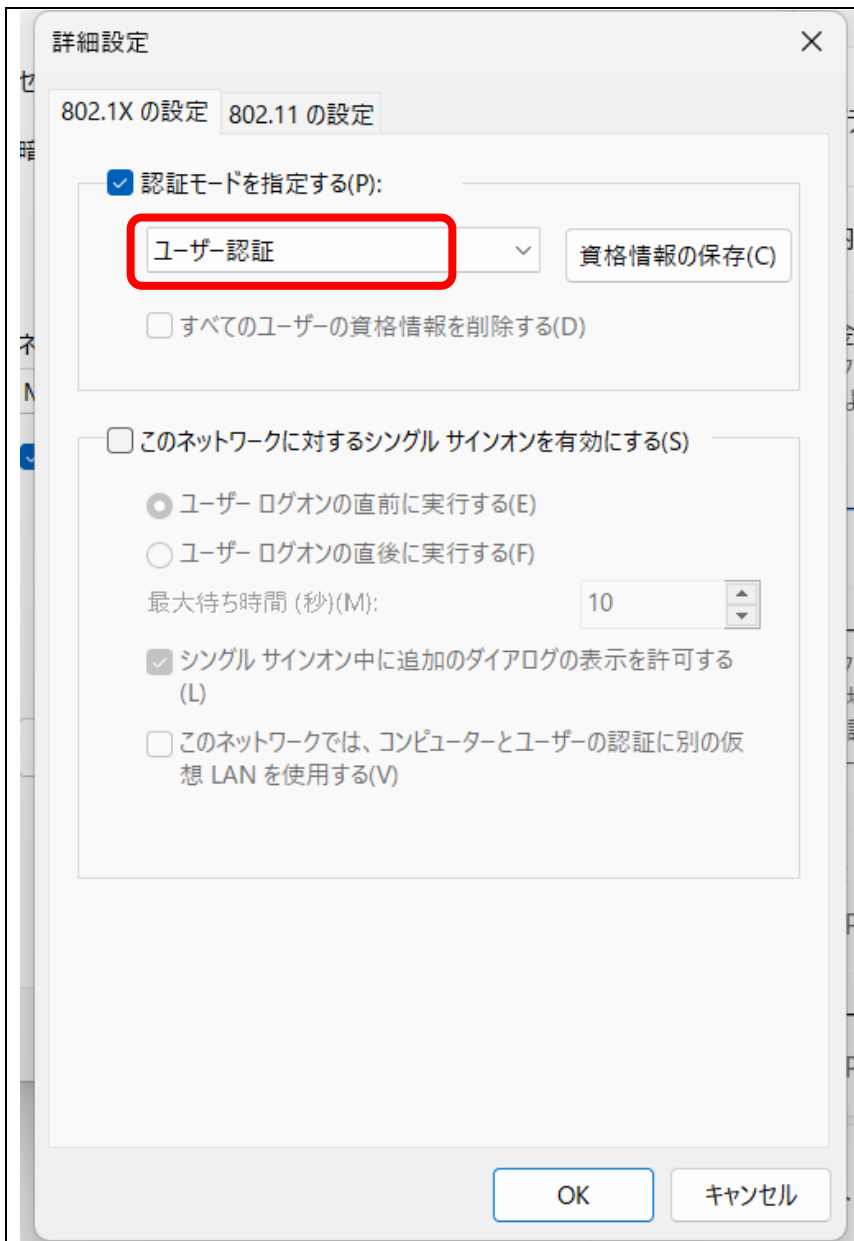 詳細設定
802.1X の設定
802.11 の設定
認証モードを指定する(P):
ユーザー認証
資格情報の保存(C)
すべてのユーザーの資格情報を削除する(D)
このネットワークに対するシングル サインオンを有効にする(S)
ユーザー ログオンの直前に実行する(E)
ユーザー ログオンの直後に実行する(F)
最大待ち時間 (秒)(M):
10
シングル サインオン中に追加のダイアログの表示を許可する
(L)
このネットワークでは、コンピューターとユーザーの認証に別の仮
想 LAN を使用する(V)
OK
キャンセル